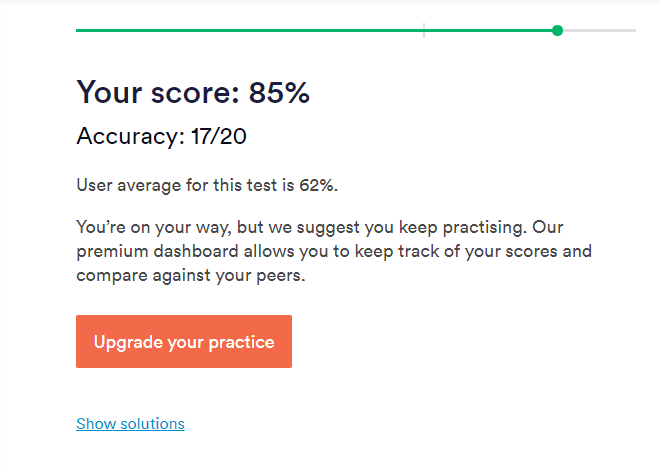 Your score: 85%
Accuracy: 17/20
User average for this test is 62%.
You’re on your way, but we suggest you keep practising. Our
premium dashboard allows you to keep track of your scores and
compare against your peers.
Upgrade your practice
Show solutions